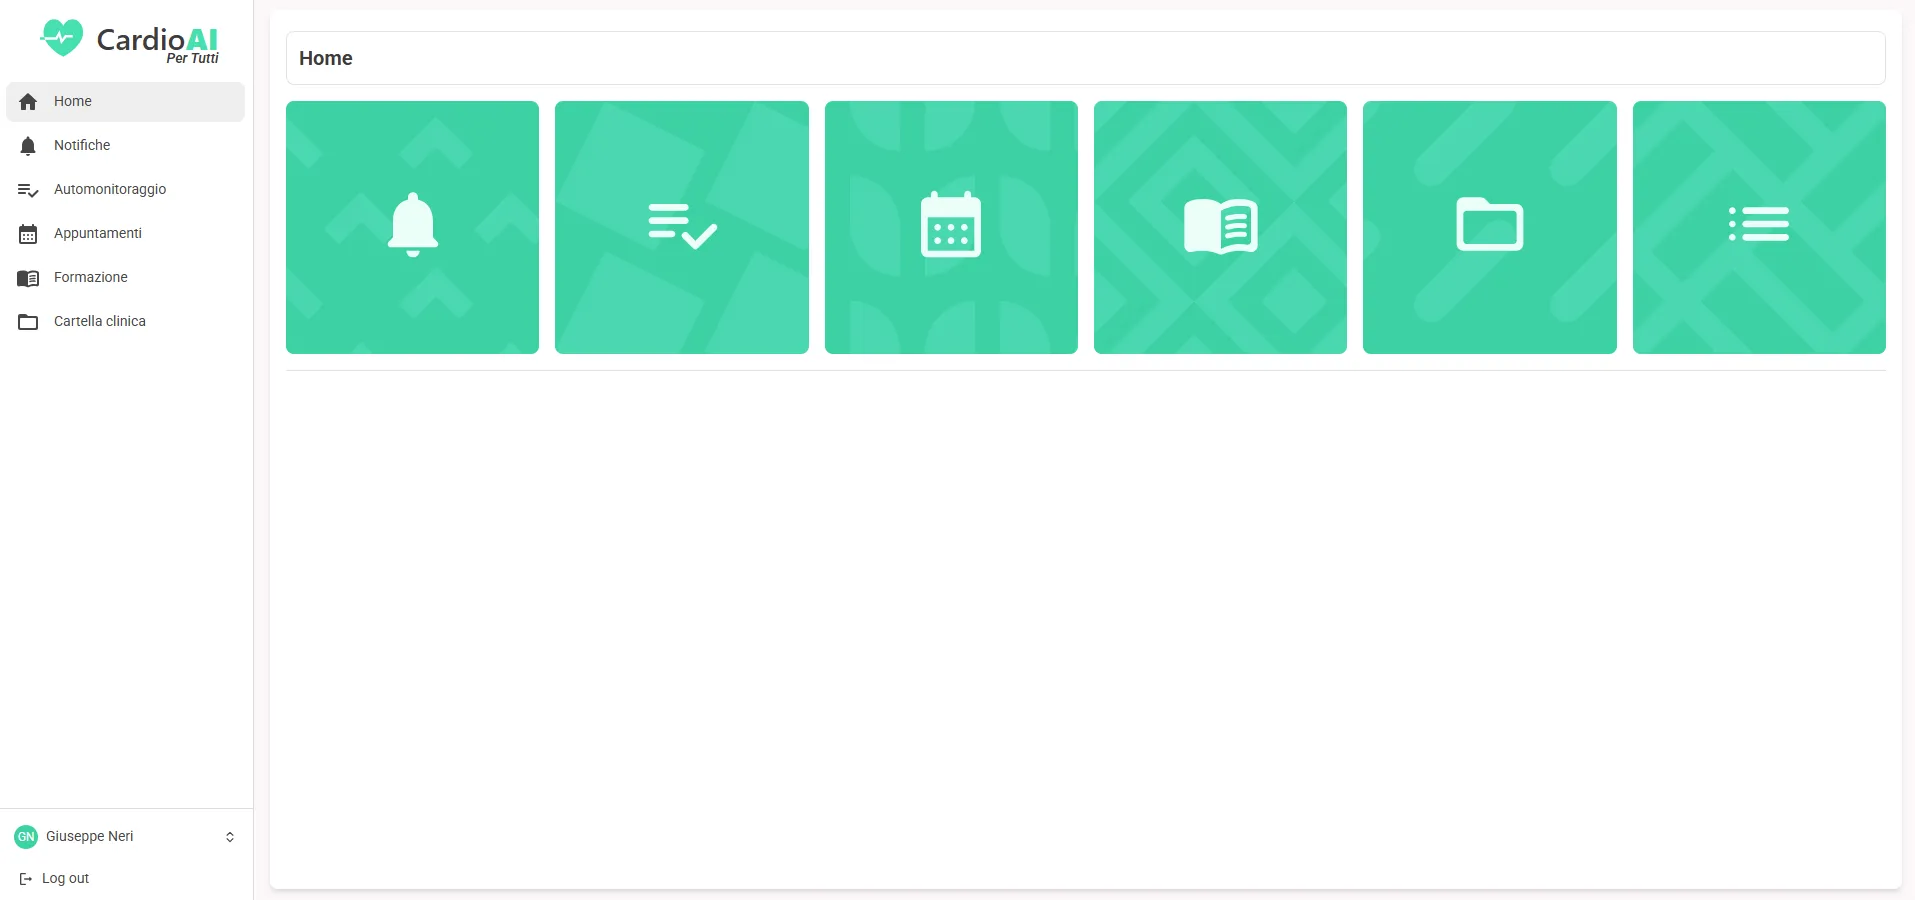 CardioAI
Per Tutti
Home
Notifiche
Automonitoraggio
Appuntamenti
Formazione
Cartella clinica
GN Giuseppe Neri
Log out
Home